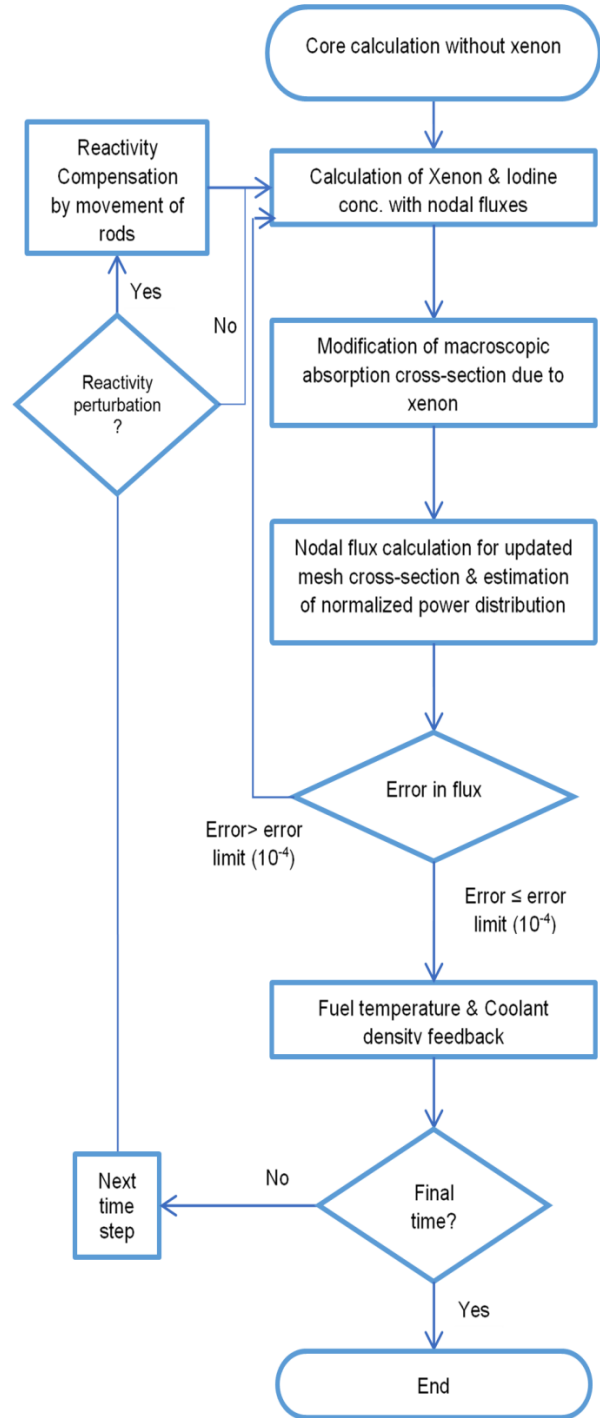 Core calculation without xenon
Reactivity
Compensation
by movement of
rods
Calculation of Xenon & Iodine
conc. with nodal fluxes
Yes
No
Modification of macroscopic
absorption cross-section due to
xenon
Reactivity
perturbation
?
Nodal flux calculation for updated
mesh cross-section & estimation
of normalized power distribution
Error in flux
Error> error
limit (10⁻⁴)
Error ≤ error
limit (10⁻⁴)
Fuel temperature & Coolant
density feedback
Next
time
step
No
Final
time?
Yes
End